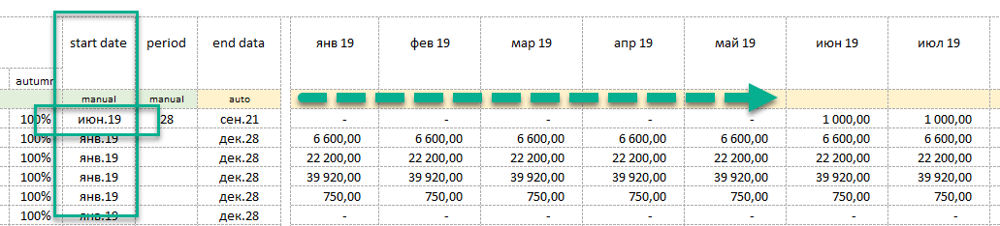 start date period end data янв 19 фев 19 мар 19 апр 19 май 19 июн 19 июл 19
autumn
manual manual auto
100% июн.19 28 сен.21 - - - - - 1 000,00 1 000,00
100% янв.19 дек.28 6 600,00 6 600,00 6 600,00 6 600,00 6 600,00 6 600,00 6 600,00
100% янв.19 дек.28 22 200,00 22 200,00 22 200,00 22 200,00 22 200,00 22 200,00 22 200,00
100% янв.19 дек.28 39 920,00 39 920,00 39 920,00 39 920,00 39 920,00 39 920,00 39 920,00
100% янв.19 дек.28 750,00 750,00 750,00 750,00 750,00 750,00 750,00
100% янв.19 дек.28 - - - - - - -